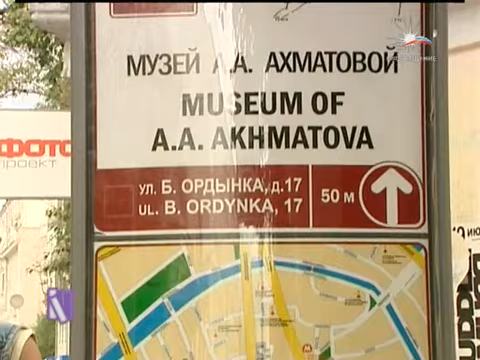 МУЗЕЙ А.А. АХМАТОВОЙ
MUSEUM OF
A.A. AKHMATOVA
УЛ. Б. ОРДЫНКА, Д.17
UL. B. ORDYNKA, 17
50 м
ФОТО
проект